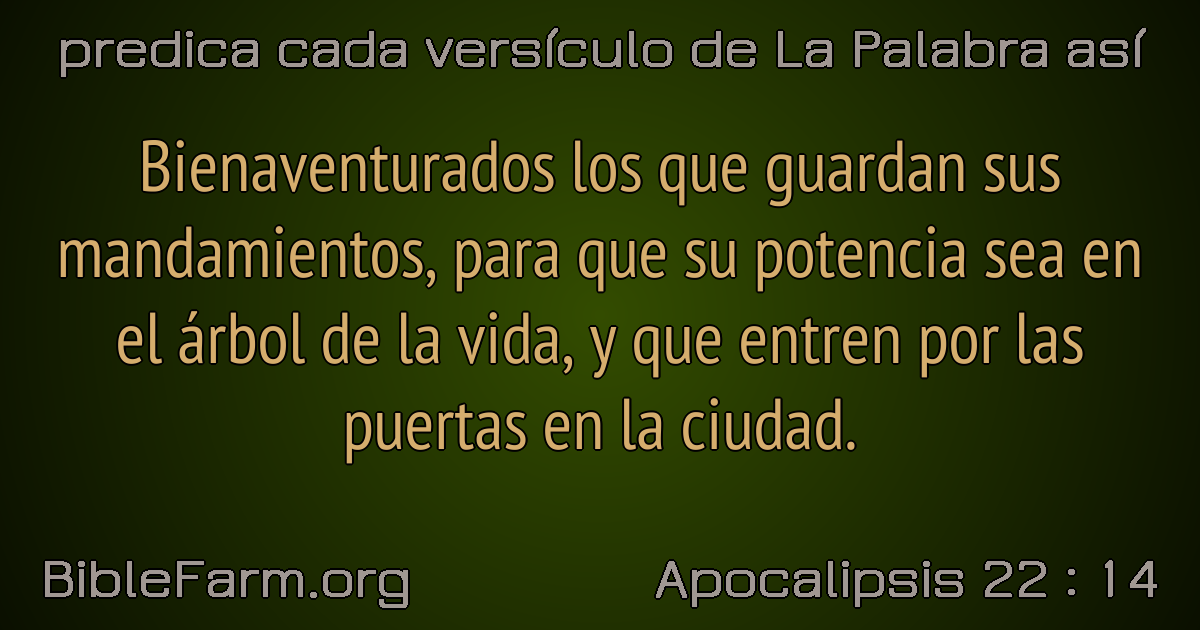 predica cada versículo de La Palabra así
Bienaventurados los que guardan sus
mandamientos, para que su potencia sea en
el árbol de la vida, y que entren por las
puertas en la ciudad.
BibleFarm.org
Apocalipsis 22 : 14